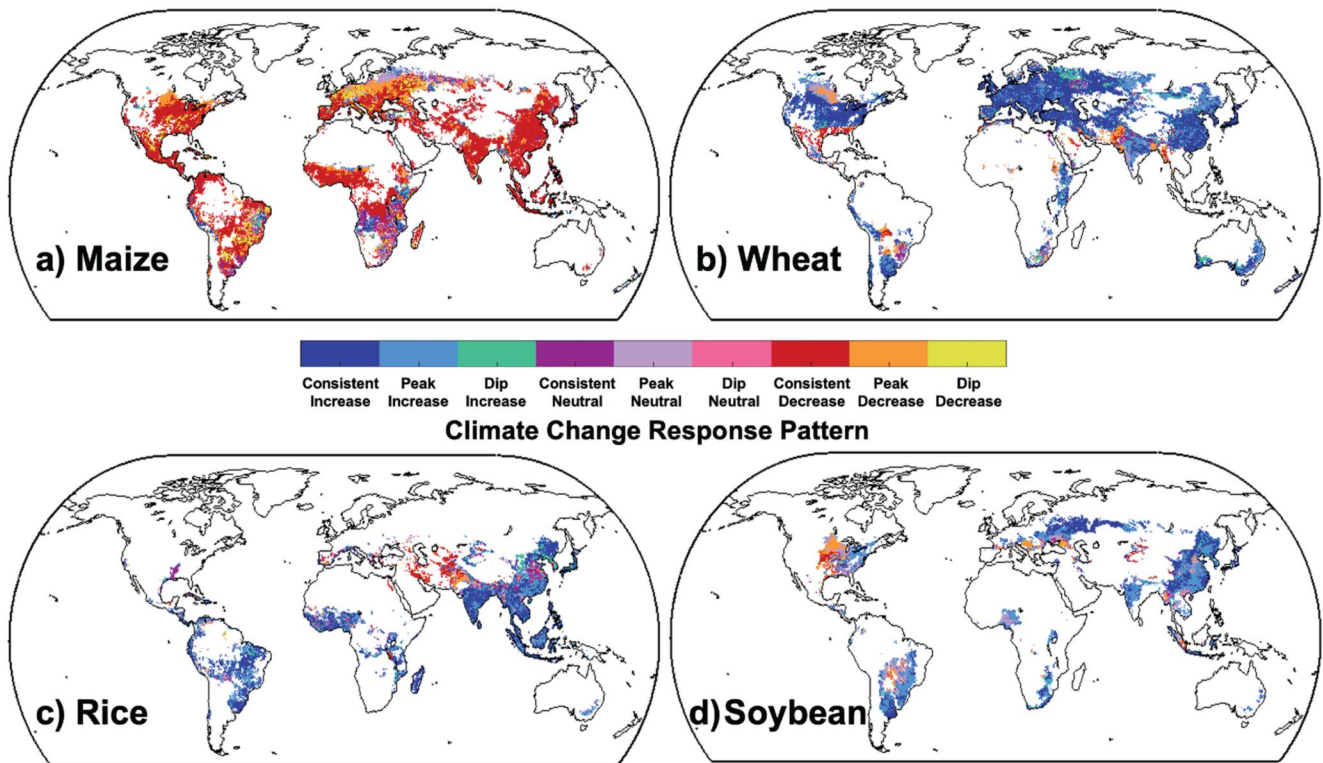 a) Maize
b) Wheat
Consistent Increase
Peak Increase
Dip Increase
Consistent Neutral
Peak Neutral
Dip Neutral
Consistent Decrease
Peak Decrease
Dip Decrease
Climate Change Response Pattern
c) Rice
d) Soybean